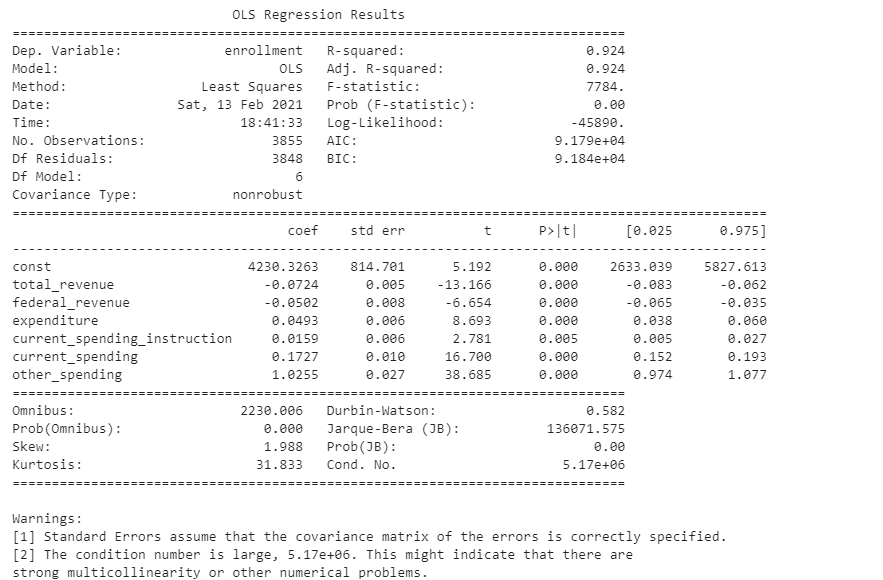 OLS Regression Results
==============================================================================
Dep. Variable: enrollment R-squared: 0.924
Model: OLS Adj. R-squared: 0.924
Method: Least Squares F-statistic: 7784.
Date: Sat, 13 Feb 2021 Prob (F-statistic): 0.00
Time: 18:41:33 Log-Likelihood: -45890.
No. Observations: 3855 AIC: 9.179e+04
Df Residuals: 3848 BIC: 9.184e+04
Df Model: 6
Covariance Type: nonrobust
================================================================================================
coef std err t P>|t| [0.025 0.975]
------------------------------------------------------------------------------------------------
const 4230.3263 814.701 5.192 0.000 2633.039 5827.613
total_revenue -0.0724 0.005 -13.166 0.000 -0.083 -0.062
federal_revenue -0.0502 0.008 -6.654 0.000 -0.065 -0.035
expenditure 0.0493 0.006 8.693 0.000 0.038 0.060
current_spending_instruction 0.0159 0.006 2.781 0.005 0.005 0.027
current_spending 0.1727 0.010 16.700 0.000 0.152 0.193
other_spending 1.0255 0.027 38.685 0.000 0.974 1.077
==============================================================================
Omnibus: 2230.006 Durbin-Watson: 0.582
Prob(Omnibus): 0.000 Jarque-Bera (JB): 136071.575
Skew: 1.988 Prob(JB): 0.00
Kurtosis: 31.833 Cond. No. 5.17e+06
==============================================================================
Warnings:
[1] Standard Errors assume that the covariance matrix of the errors is correctly specified.
[2] The condition number is large, 5.17e+06. This might indicate that there are
strong multicollinearity or other numerical problems.